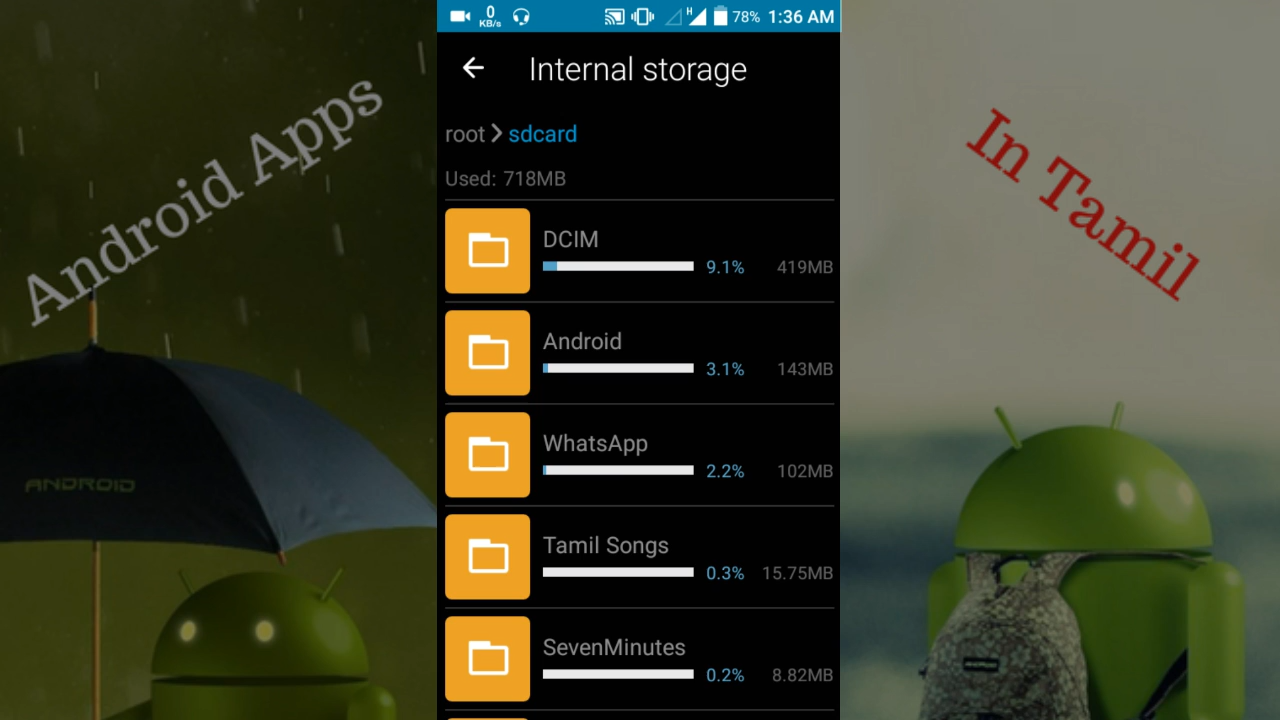 0
KB/s
H
78% 1:36 AM
Internal storage
root sdcard
Used: 718MB
DCIM
9.1% 419MB
Android
3.1% 143MB
WhatsApp
2.2% 102MB
Tamil Songs
0.3% 15.75MB
SevenMinutes
0.2% 8.82MB
Android Apps
ANDROID
In Tamil